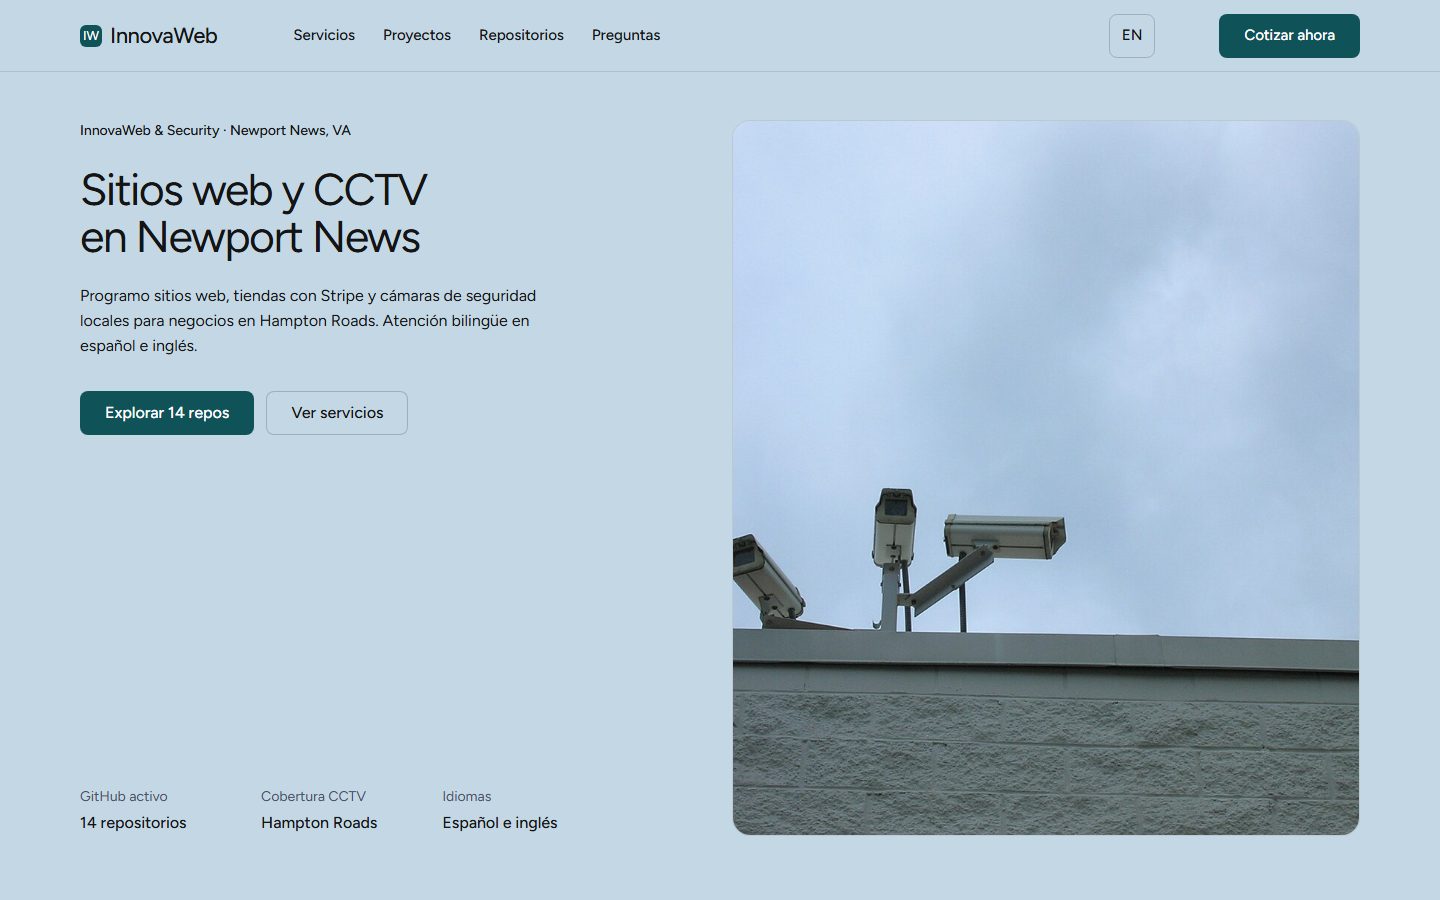 IW InnovaWeb
Servicios
Proyectos
Repositorios
Preguntas
EN
Cotizar ahora
InnovaWeb & Security · Newport News, VA
Sitios web y CCTV
en Newport News
Programo sitios web, tiendas con Stripe y cámaras de seguridad
locales para negocios en Hampton Roads. Atención bilingüe en
español e inglés.
Explorar 14 repos
Ver servicios
GitHub activo
14 repositorios
Cobertura CCTV
Hampton Roads
Idiomas
Español e inglés